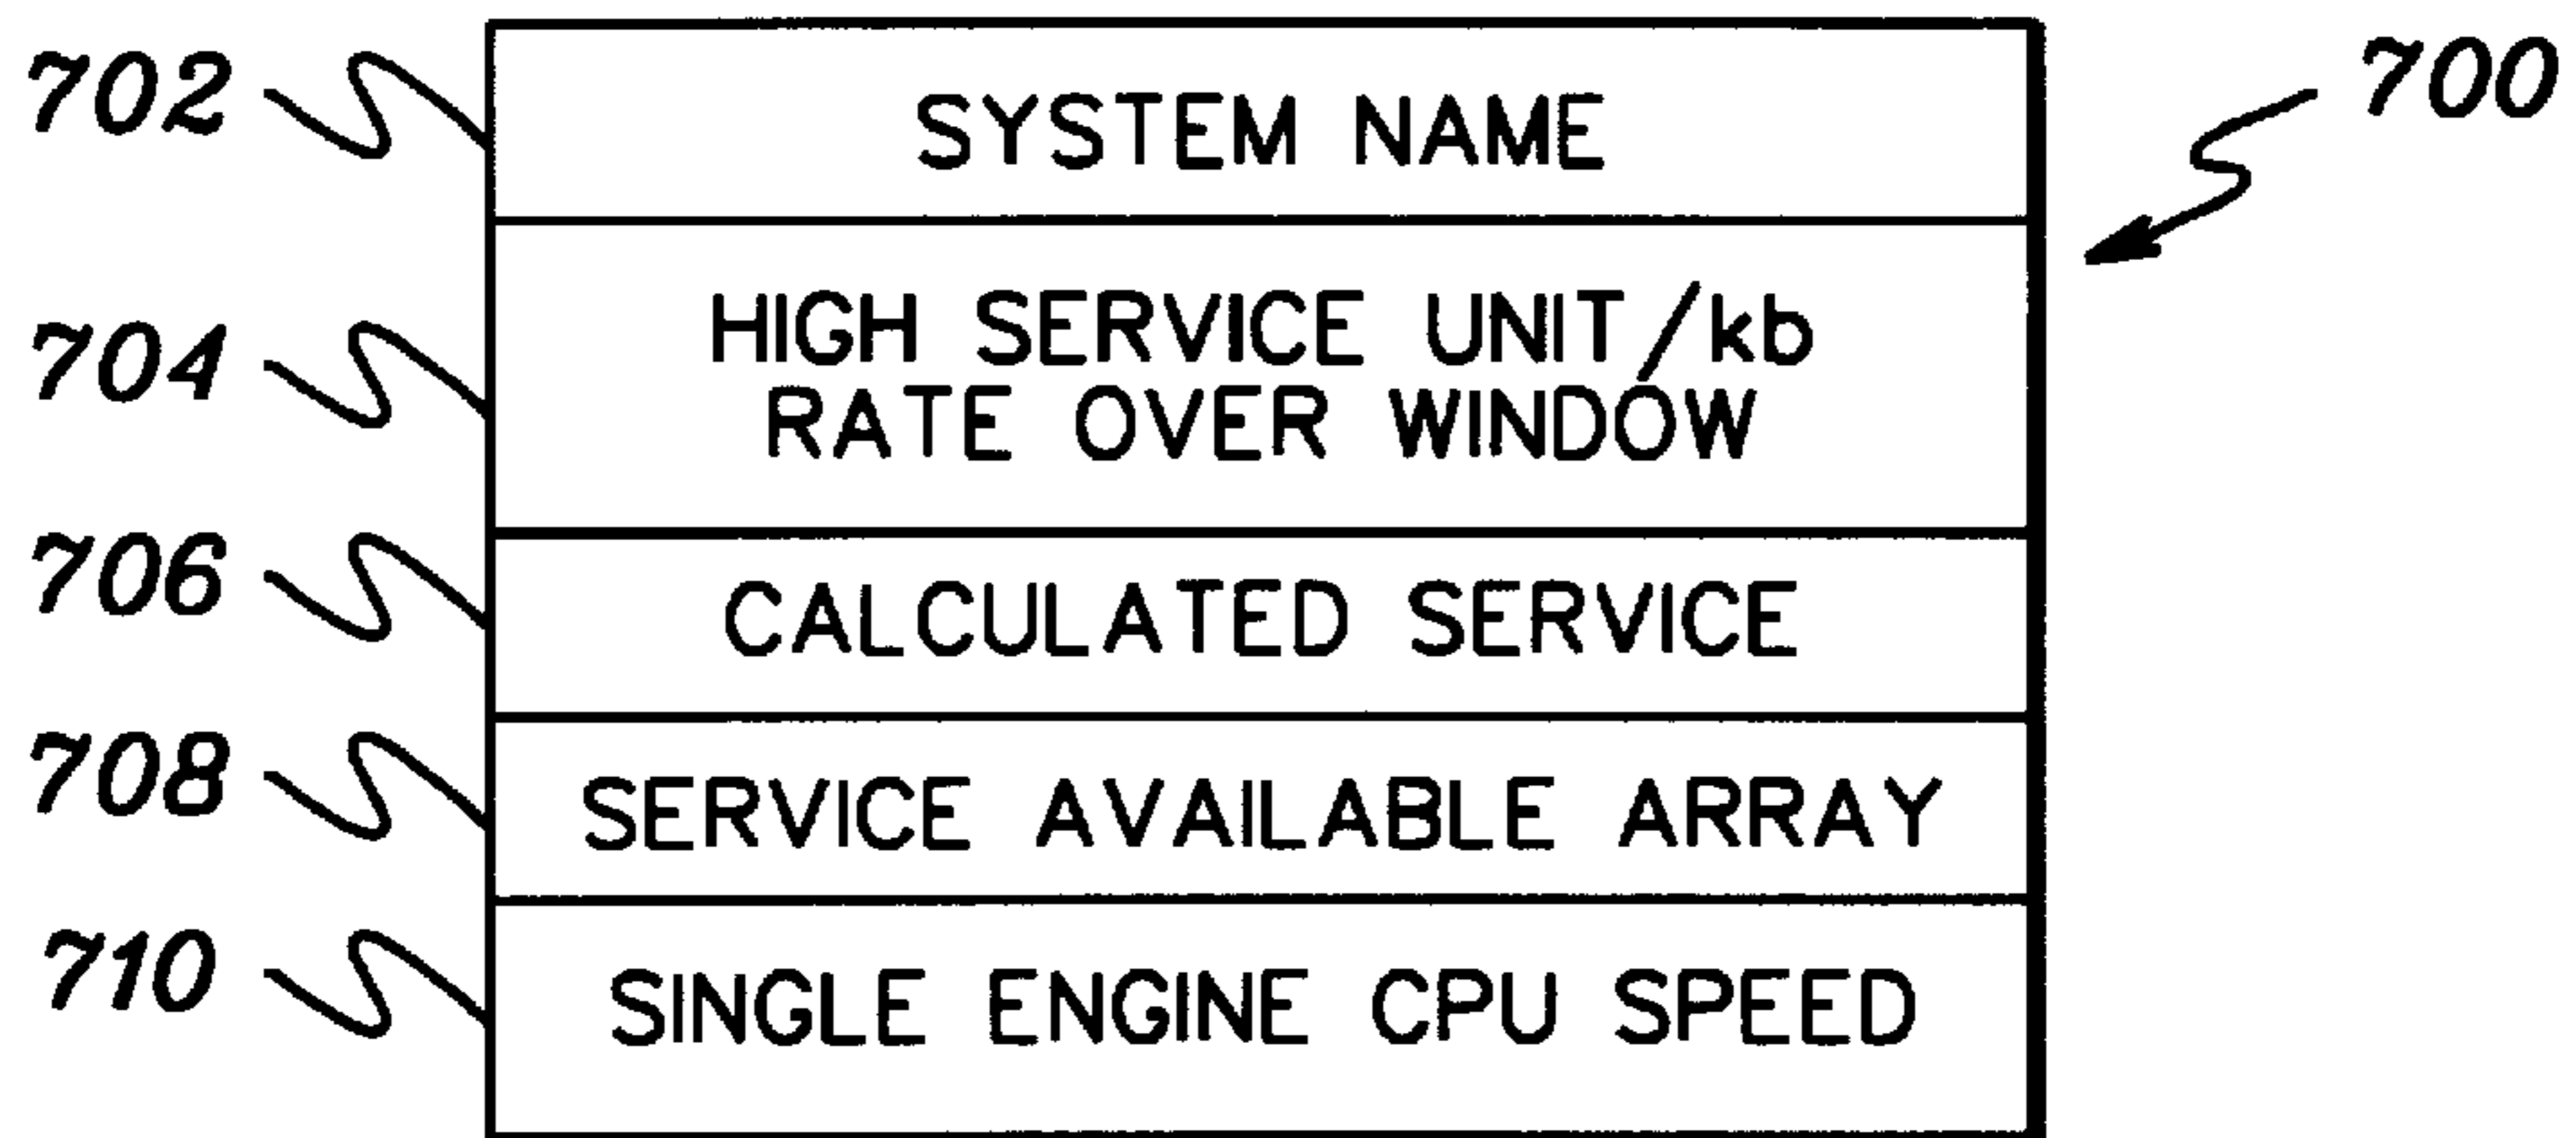 702 SYSTEM NAME 700
704 HIGH SERVICE UNIT/kb
RATE OVER WINDOW
706 CALCULATED SERVICE
708 SERVICE AVAILABLE ARRAY
710 SINGLE ENGINE CPU SPEED